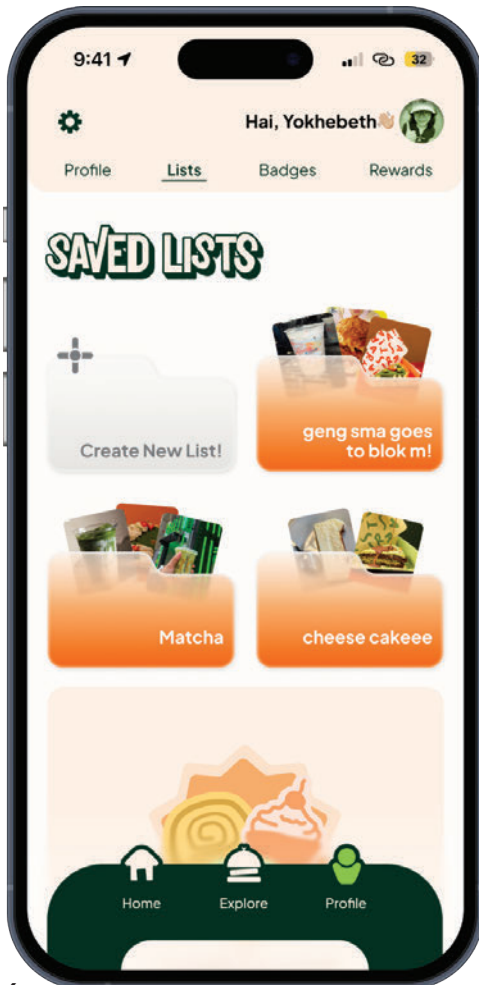 9:41
32
Hai, Yokhebeth👋🏼
Profile Lists Badges Rewards
SAVED LISTS
Create New List!
geng sma goes
to blok m!
Matcha
cheese cakeee
Home Explore Profile